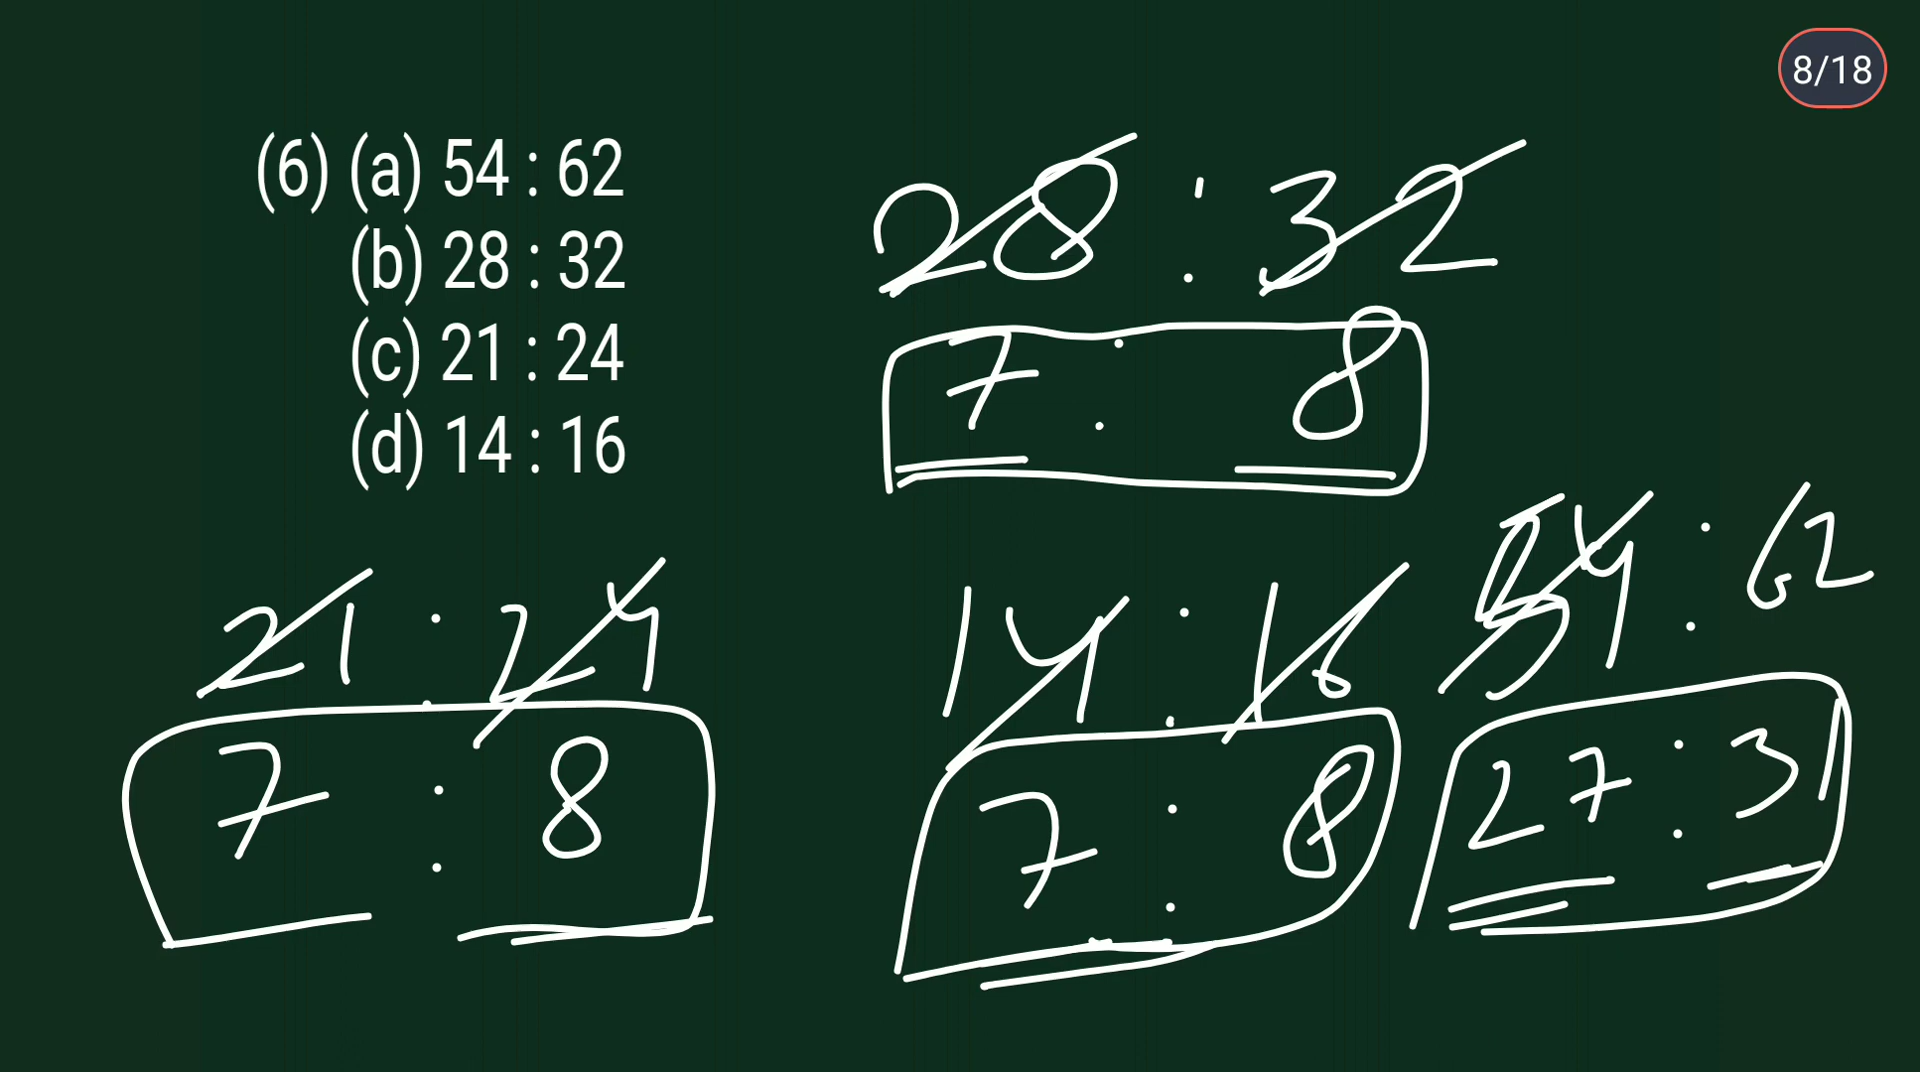 8/18
(6) (a) 54 : 62
(b) 28 : 32
(c) 21 : 24
(d) 14 : 16
28 : 32
7 : 8
54 : 62
27 : 31
21 : 24
7 : 8
14 : 16
7 : 8